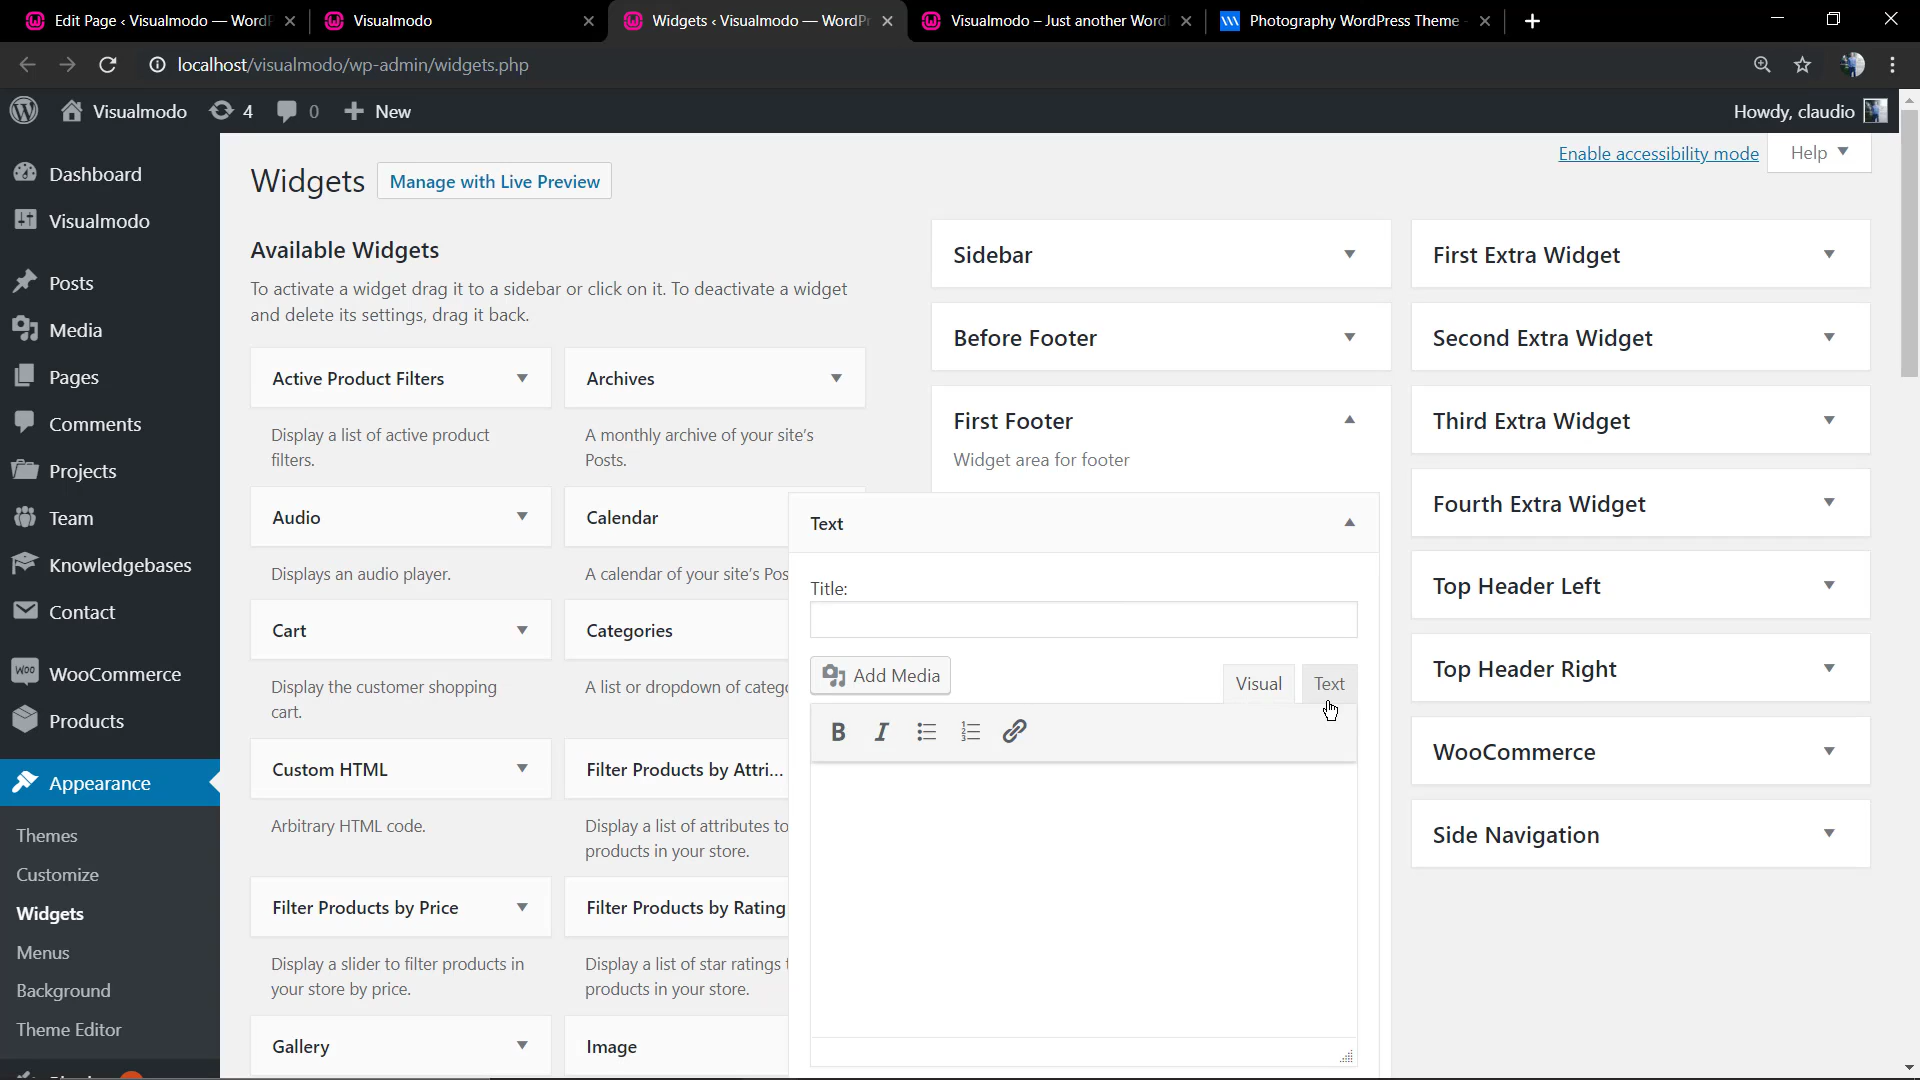 Edit Page ‹ Visualmodo — WordP
Visualmodo
Widgets ‹ Visualmodo — WordPr
Visualmodo – Just another Word
Photography WordPress Theme -
localhost/visualmodo/wp-admin/widgets.php
Visualmodo
4
0
New
Howdy, claudio
Dashboard
Visualmodo
Posts
Media
Pages
Comments
Projects
Team
Knowledgebases
Contact
WooCommerce
Products
Appearance
Themes
Customize
Widgets
Menus
Background
Theme Editor
Enable accessibility mode
Help
Widgets
Manage with Live Preview
Available Widgets
To activate a widget drag it to a sidebar or click on it. To deactivate a widget
and delete its settings, drag it back.
Active Product Filters
Display a list of active product
filters.
Archives
A monthly archive of your site's
Posts.
Audio
Displays an audio player.
Calendar
A calendar of your site's Pos
Cart
Display the customer shopping
cart.
Categories
A list or dropdown of catego
Custom HTML
Arbitrary HTML code.
Filter Products by Attri...
Display a list of attributes to
products in your store.
Filter Products by Price
Display a slider to filter products in
your store by price.
Filter Products by Rating
Display a list of star ratings t
products in your store.
Gallery
Image
Sidebar
Before Footer
First Footer
Widget area for footer
Text
Title:
Add Media
Visual
Text
B I
First Extra Widget
Second Extra Widget
Third Extra Widget
Fourth Extra Widget
Top Header Left
Top Header Right
WooCommerce
Side Navigation